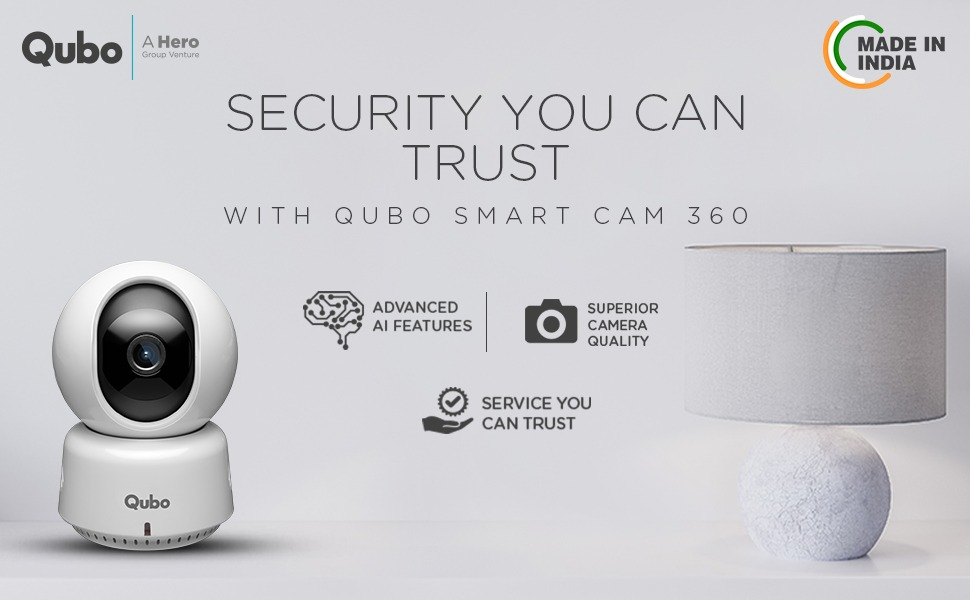 Qubo
A Hero
Group Venture
MADE IN
INDIA
SECURITY YOU CAN
TRUST
WITH QUBO SMART CAM 360
ADVANCED
AI FEATURES
SUPERIOR
CAMERA
QUALITY
SERVICE YOU
CAN TRUST
Qubo